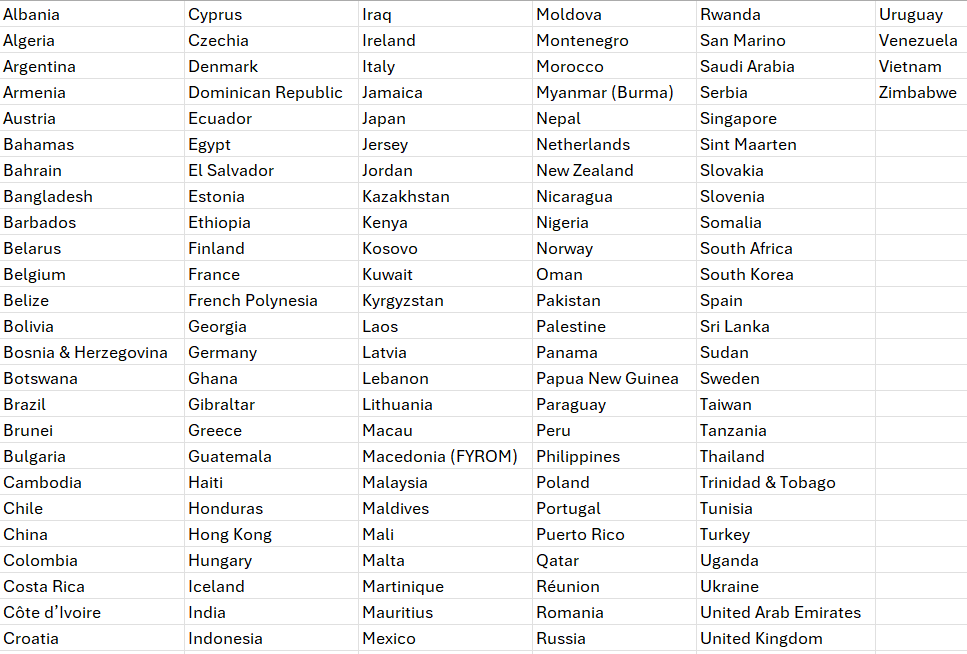 Albania Cyprus Iraq Moldova Rwanda Uruguay
Algeria Czechia Ireland Montenegro San Marino Venezuela
Argentina Denmark Italy Morocco Saudi Arabia Vietnam
Armenia Dominican Republic Jamaica Myanmar (Burma) Serbia Zimbabwe
Austria Ecuador Japan Nepal Singapore
Bahamas Egypt Jersey Netherlands Sint Maarten
Bahrain El Salvador Jordan New Zealand Slovakia
Bangladesh Estonia Kazakhstan Nicaragua Slovenia
Barbados Ethiopia Kenya Nigeria Somalia
Belarus Finland Kosovo Norway South Africa
Belgium France Kuwait Oman South Korea
Belize French Polynesia Kyrgyzstan Pakistan Spain
Bolivia Georgia Laos Palestine Sri Lanka
Bosnia & Herzegovina Germany Latvia Panama Sudan
Botswana Ghana Lebanon Papua New Guinea Sweden
Brazil Gibraltar Lithuania Paraguay Taiwan
Brunei Greece Macau Peru Tanzania
Bulgaria Guatemala Macedonia (FYROM) Philippines Thailand
Cambodia Haiti Malaysia Poland Trinidad & Tobago
Chile Honduras Maldives Portugal Tunisia
China Hong Kong Mali Puerto Rico Turkey
Colombia Hungary Malta Qatar Uganda
Costa Rica Iceland Martinique Réunion Ukraine
Côte d’Ivoire India Mauritius Romania United Arab Emirates
Croatia Indonesia Mexico Russia United Kingdom